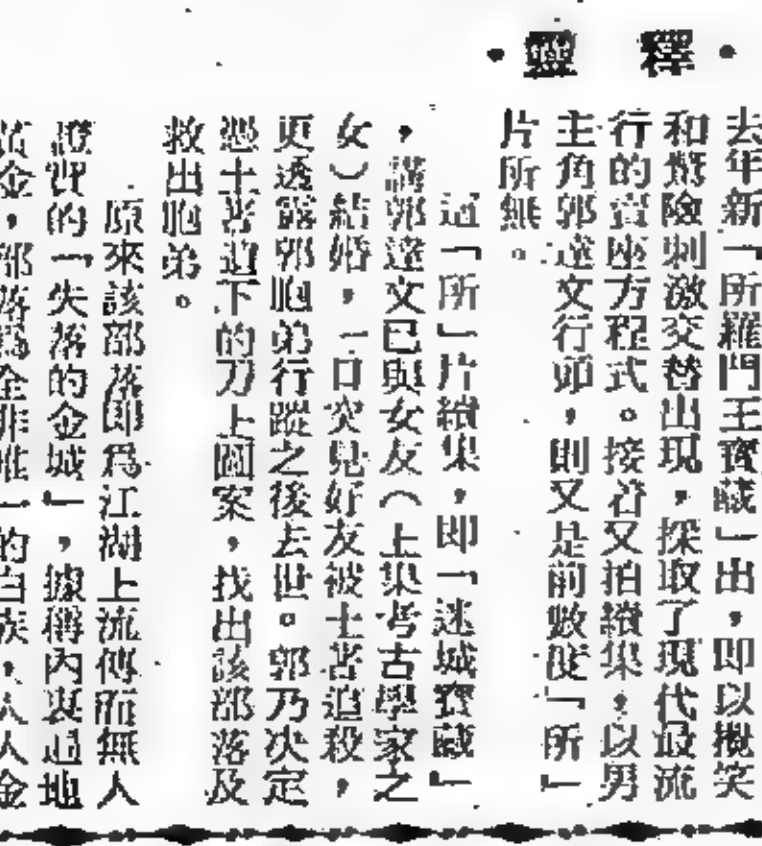 釋靈
去年新「所羅門王寶藏」出,即以攪笑
和驚險刺激交替出現,採取了現代最流
行的賣座方程式。接着又拍續集,以男
主角郭達文行頭,則又是前數度「所」
片所無。
這「所」片續集,即「迷城寶藏」
,講郭達文已與女友(上集考古學家之
女)結婚,一日突見好友被土著追殺,
更透露郭胞弟行蹤之後去世。郭乃決定
憑土著遺下的刀上圖案,找出該部落及
救出胞弟。
原來該部落即爲江湖上流傳而無人
證實的「失落的金城」,據稱內裏遍地
黃金,部落爲全非唯一的白族,人人金